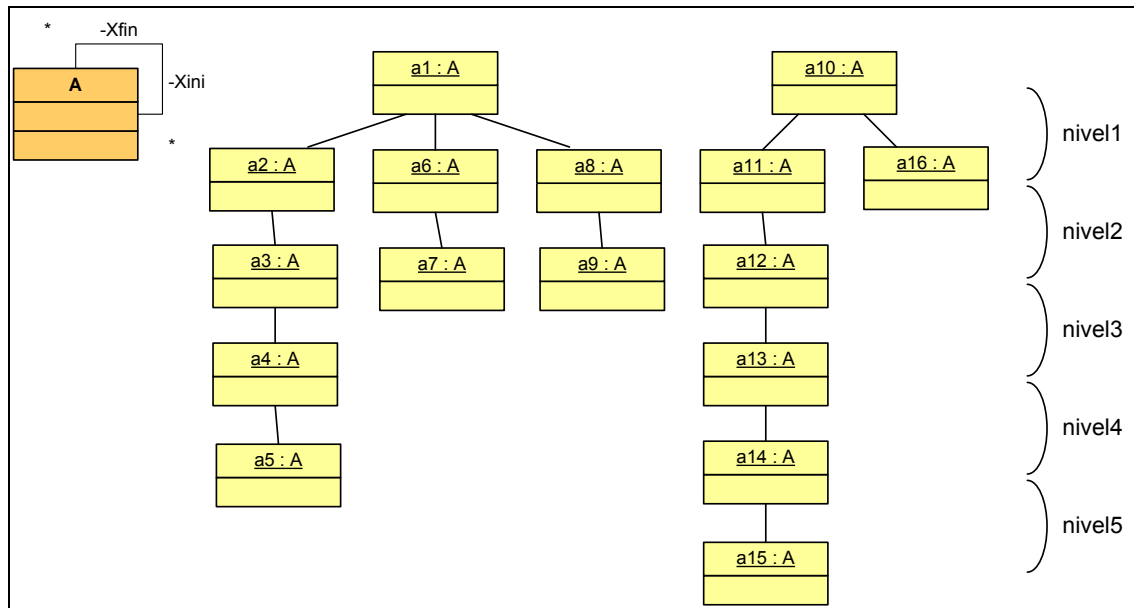 * -Xfin
A
-Xini
*
a1 : A
a10 : A
nivel1
a2 : A
a6 : A
a8 : A
a11 : A
a16 : A
nivel2
a3 : A
a7 : A
a9 : A
a12 : A
nivel3
a4 : A
a13 : A
nivel4
a5 : A
a14 : A
nivel5
a15 : A